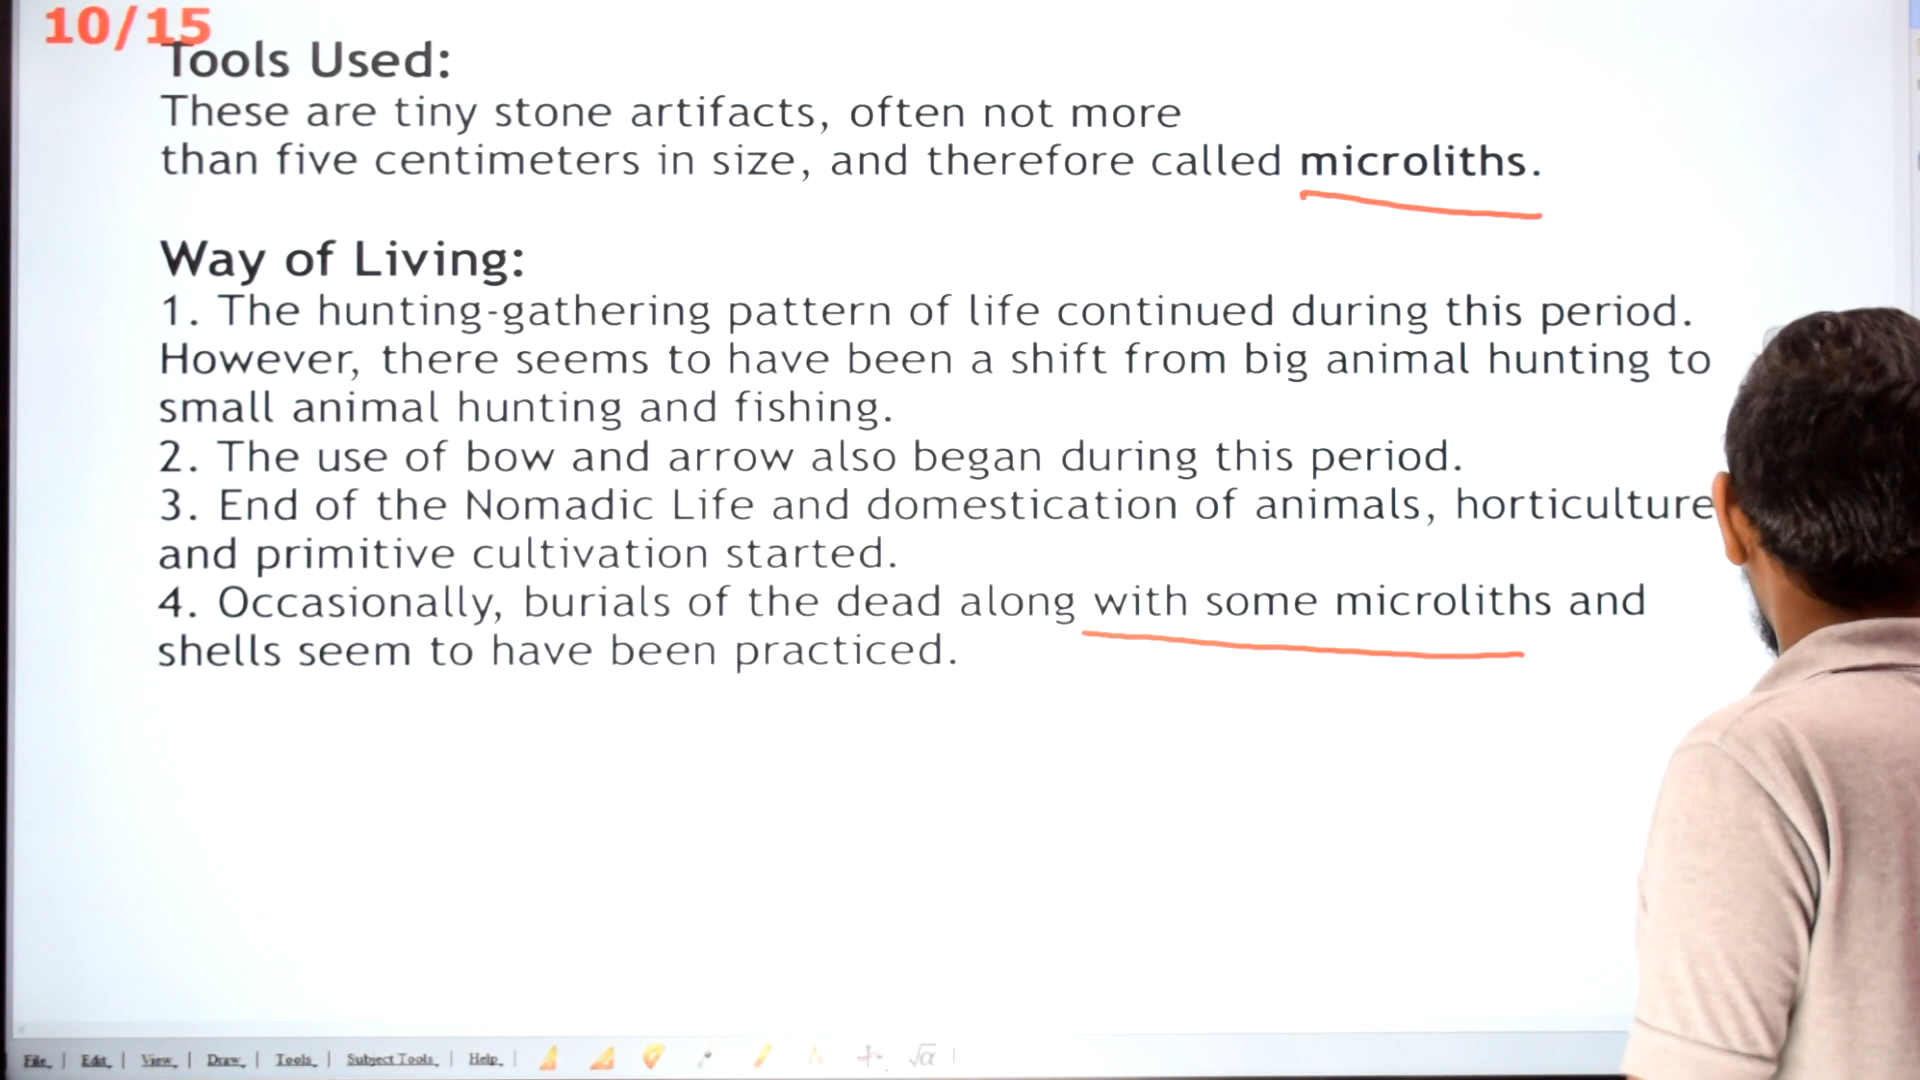 10/15
Tools Used:
These are tiny stone artifacts, often not more
than five centimeters in size, and therefore called microliths.
Way of Living:
1. The hunting-gathering pattern of life continued during this period.
However, there seems to have been a shift from big animal hunting to
small animal hunting and fishing.
2. The use of bow and arrow also began during this period.
3. End of the Nomadic Life and domestication of animals, horticulture
and primitive cultivation started.
4. Occasionally, burials of the dead along with some microliths and
shells seem to have been practiced.
File | Edit | View | Draw | Tools | Subject Tools | Help | √α |